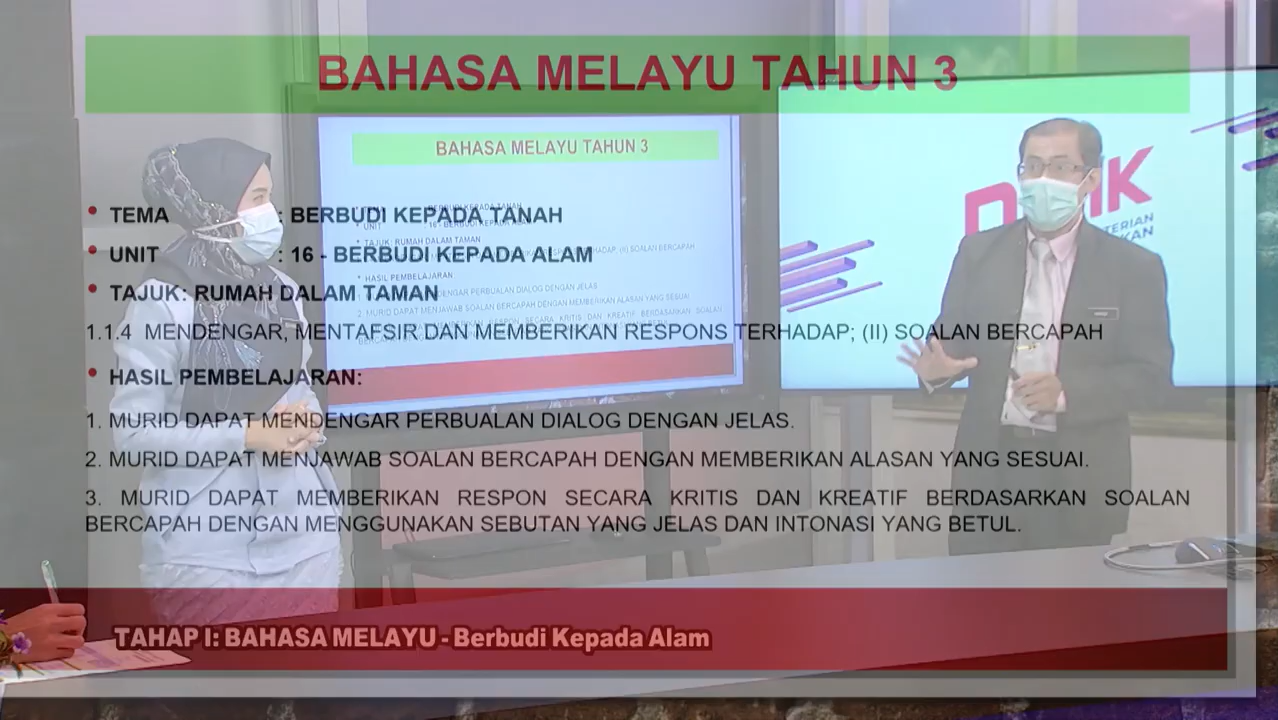 BAHASA MELAYU TAHUN 3
BAHASA MELAYU TAHUN 3
• TEMA : BERBUDI KEPADA TANAH
• UNIT : 16 - BERBUDI KEPADA ALAM
• TAJUK: RUMAH DALAM TAMAN
1.1.4 MENDENGAR, MENTAFSIR DAN MEMBERIKAN RESPONS TERHADAP; (II) SOALAN BERCAPAH
• HASIL PEMBELAJARAN:
1. MURID DAPAT MENDENGAR PERBUALAN DIALOG DENGAN JELAS.
2. MURID DAPAT MENJAWAB SOALAN BERCAPAH DENGAN MEMBERIKAN ALASAN YANG SESUAI.
3. MURID DAPAT MEMBERIKAN RESPON SECARA KRITIS DAN KREATIF BERDASARKAN SOALAN
BERCAPAH DENGAN MENGGUNAKAN SEBUTAN YANG JELAS DAN INTONASI YANG BETUL.
TAHAP I: BAHASA MELAYU - Berbudi Kepada Alam